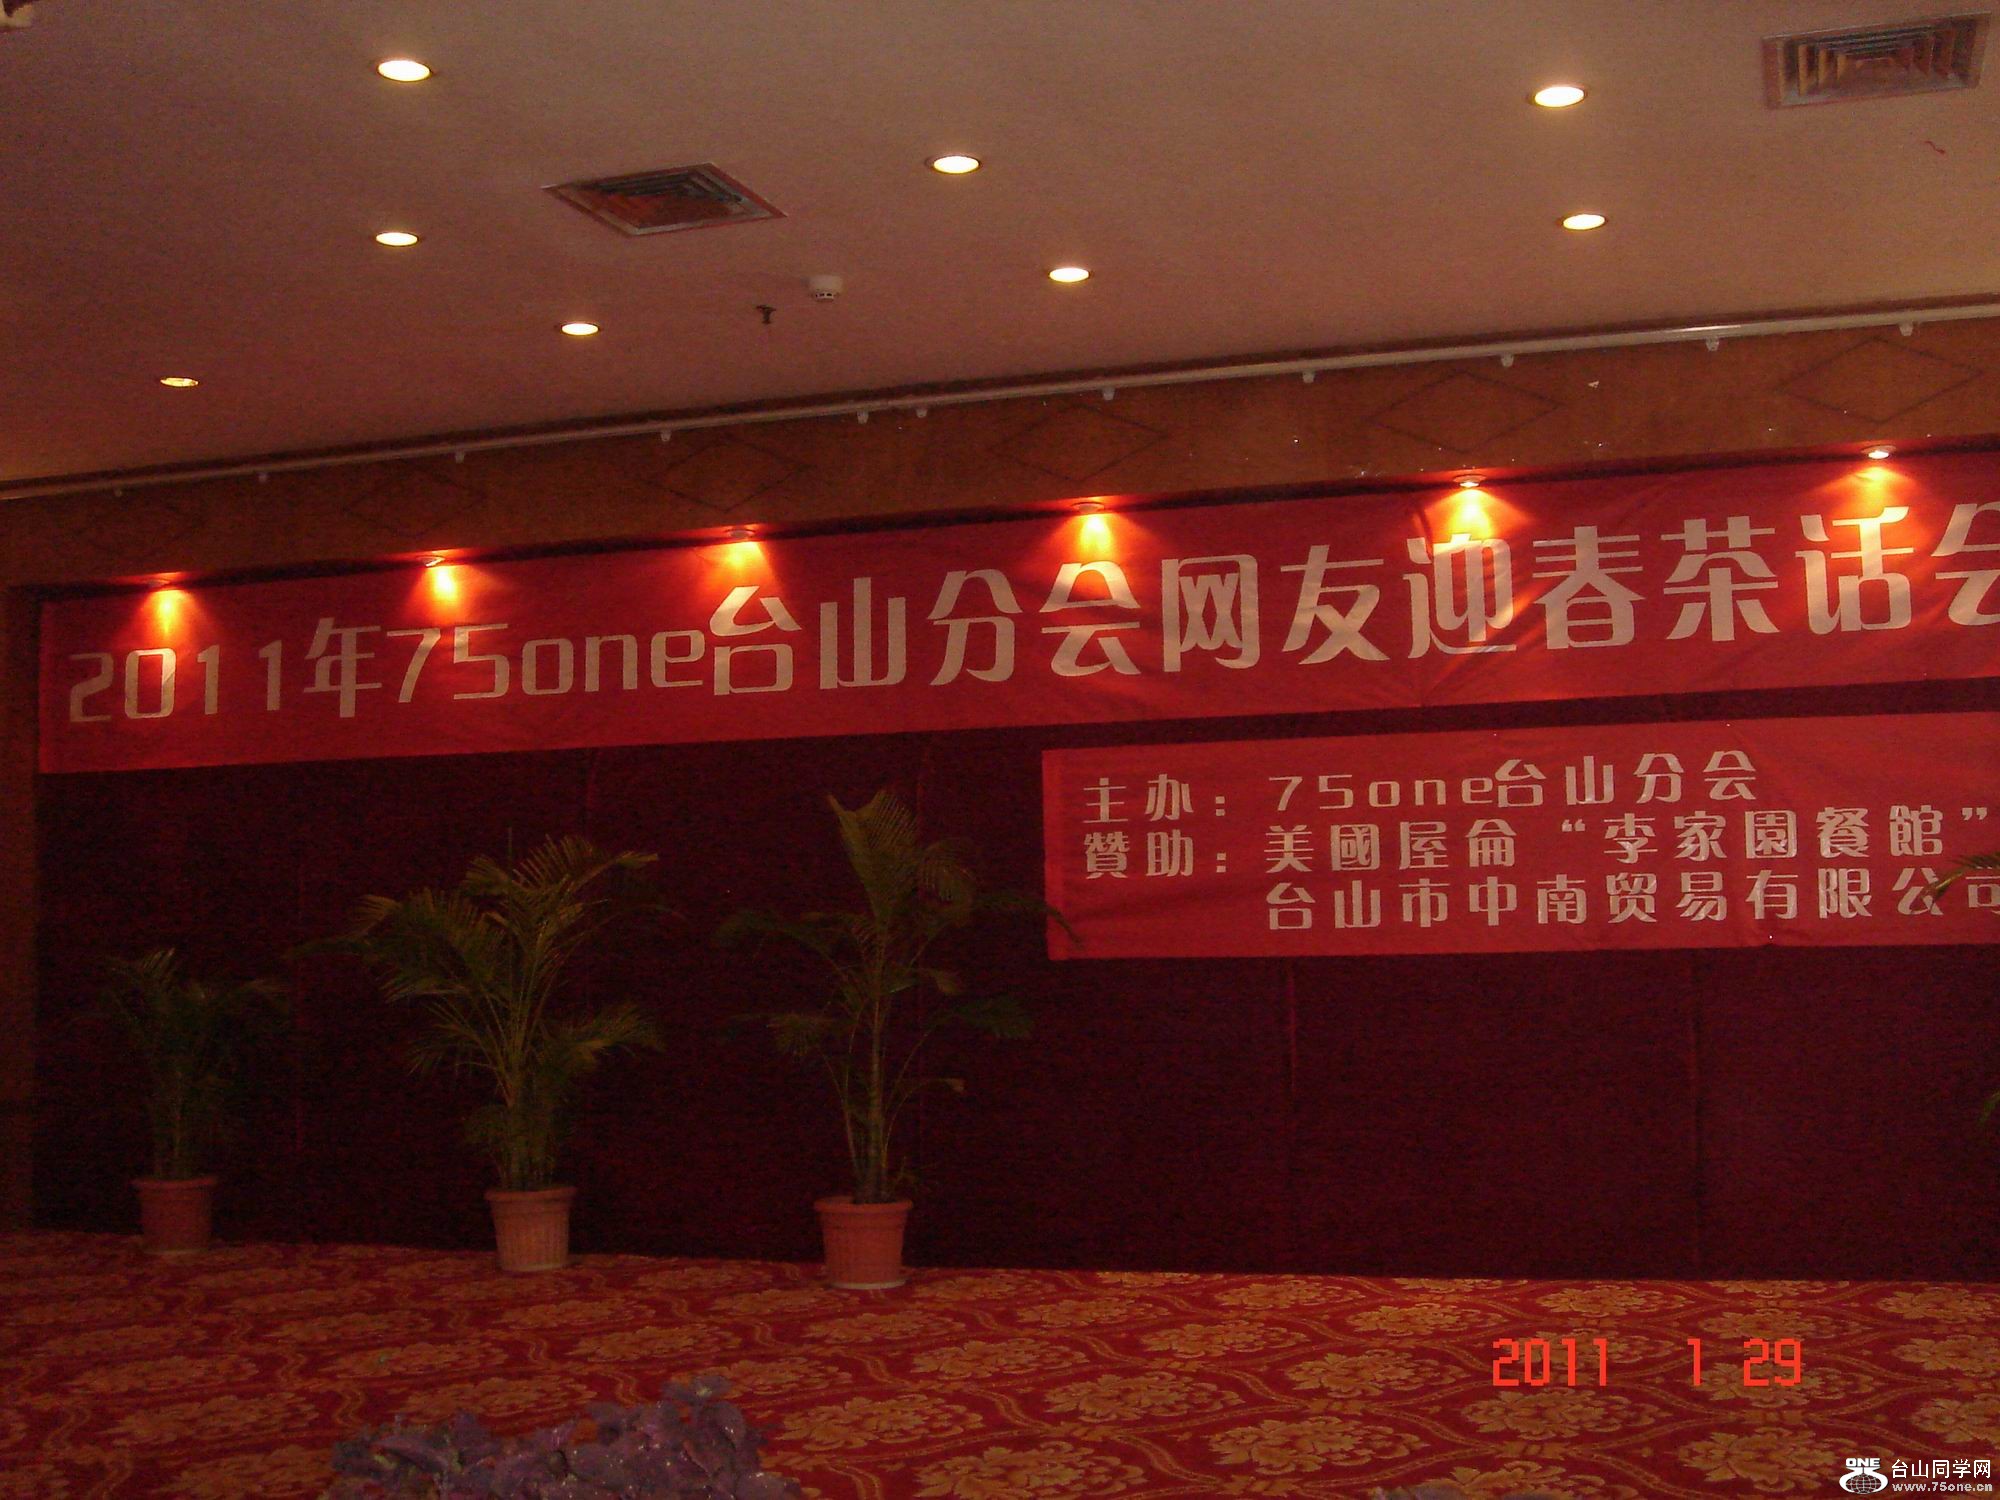 2011年75one台山分会网友迎春茶话会
主办：75one台山分会
贊助：美國屋侖“李家園餐館”
台山市中南贸易有限公司
2011 1 29
ONE 台山同学网
www.75one.cn